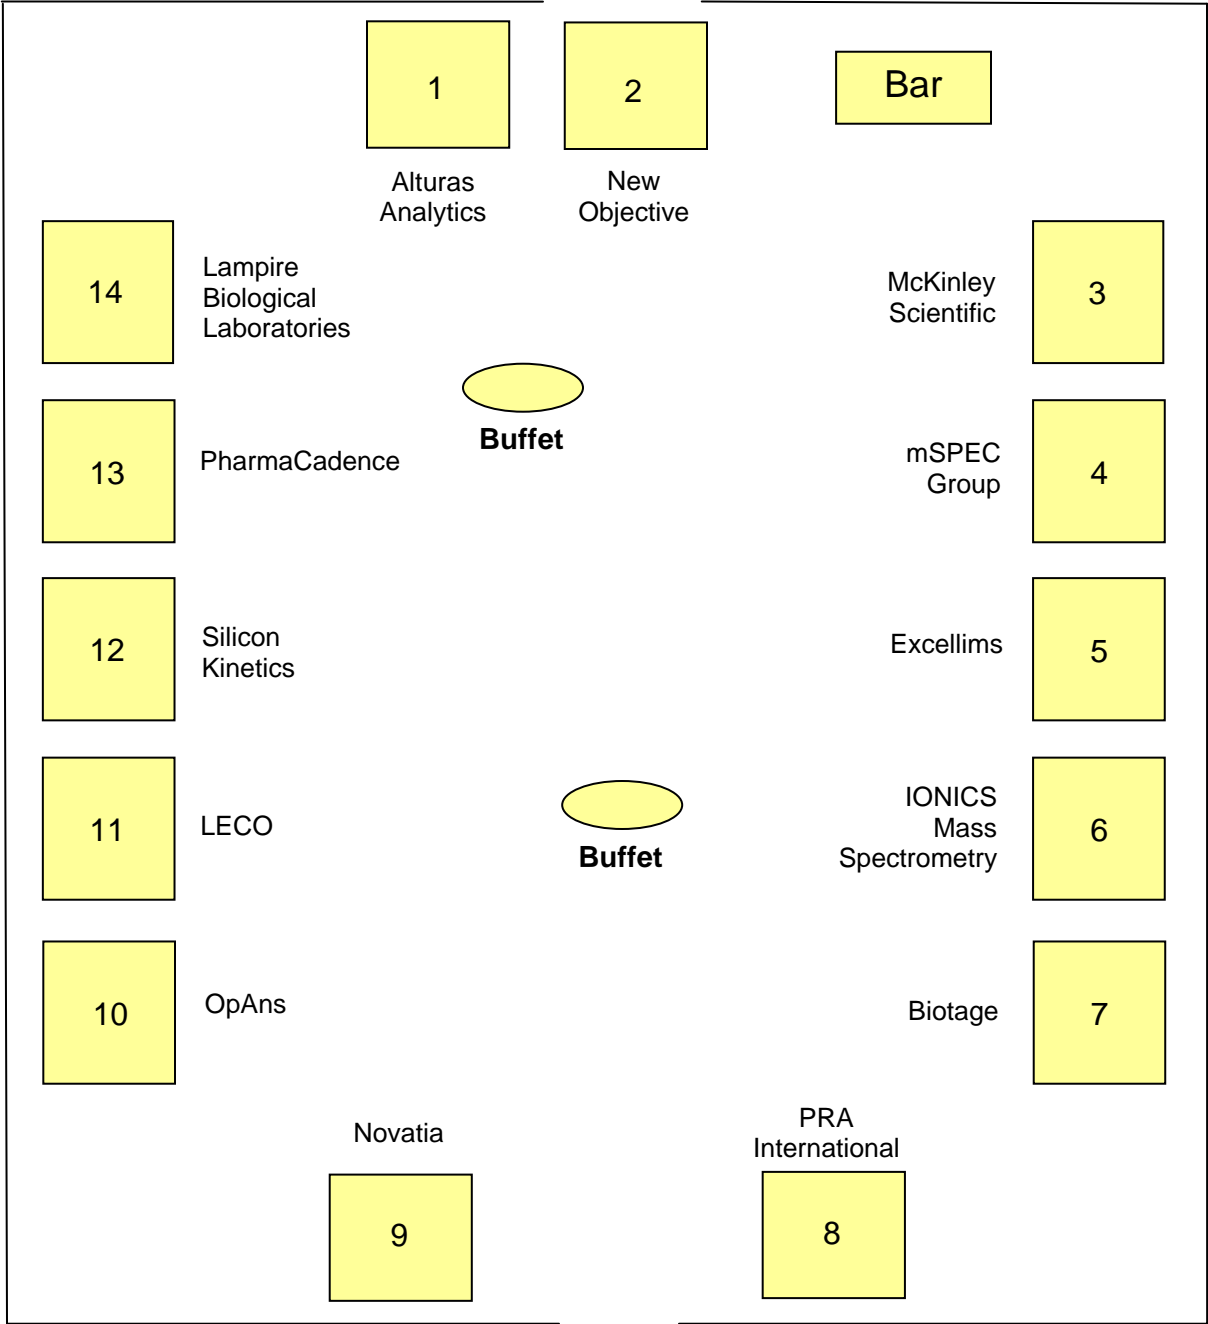 1
2
Bar
Alturas
Analytics
New
Objective
14
Lampire
Biological
Laboratories
McKinley
Scientific
3
Buffet
13
PharmaCadence
mSPEC
Group
4
12
Silicon
Kinetics
Excellims
5
11
LECO
Buffet
IONICS
Mass
Spectrometry
6
10
OpAns
Biotage
7
Novatia
PRA
International
9
8